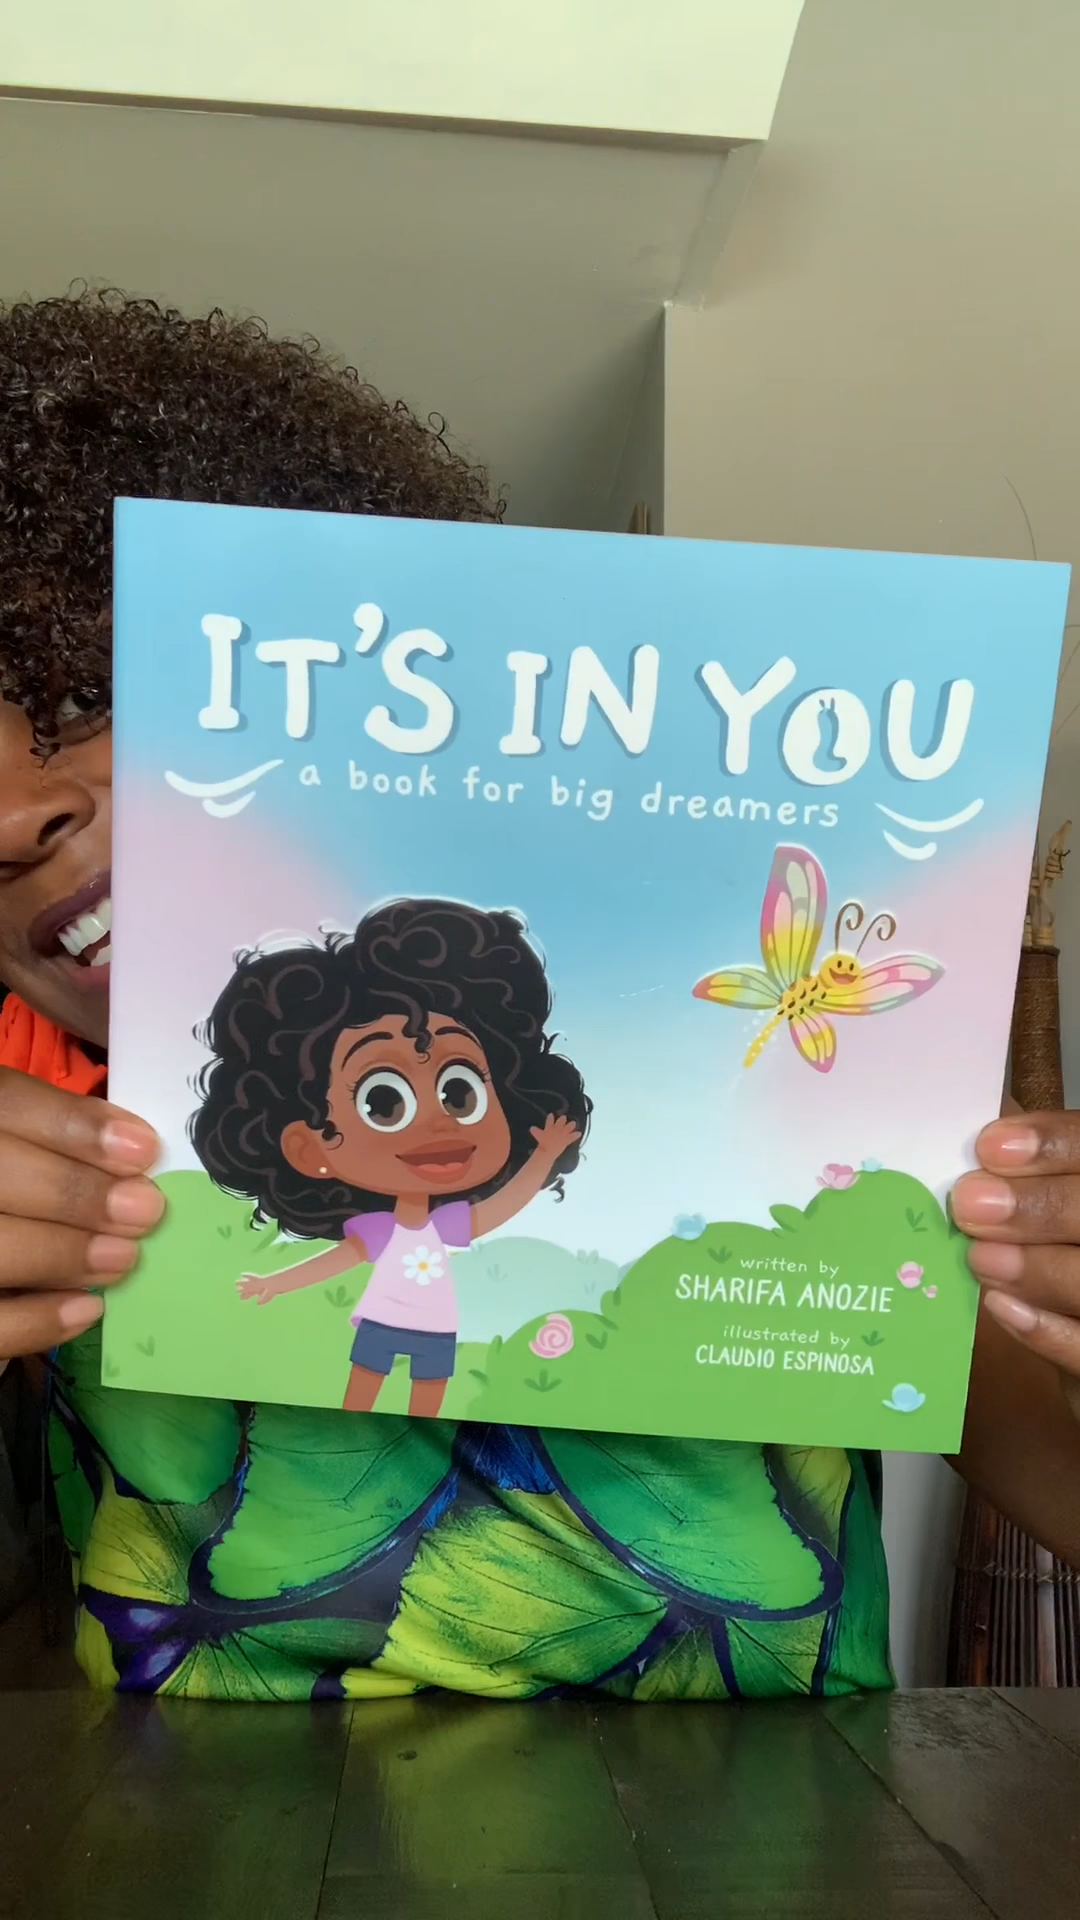 IT'S IN YOU
a book for big dreamers
written by
SHARIFA ANOZIE
illustrated by
CLAUDIO ESPINOSA